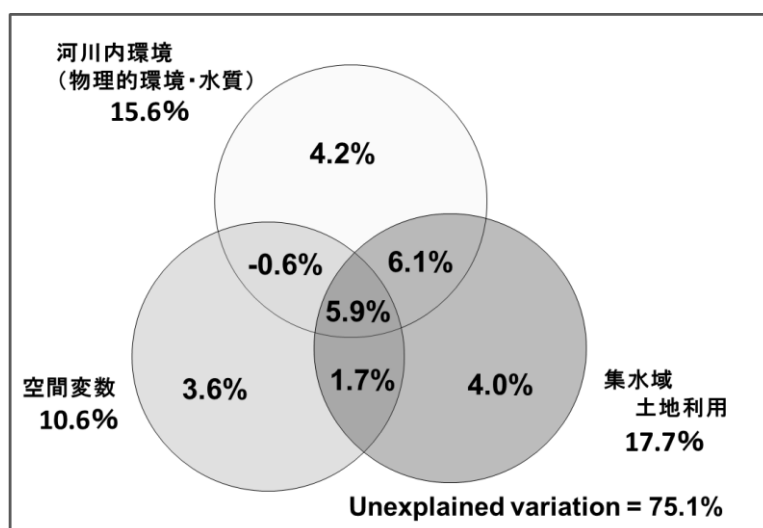 河川内環境
（物理的環境・水質）
15.6%
4.2%
-0.6%
6.1%
5.9%
空間変数
10.6%
3.6%
1.7%
4.0%
集水域
土地利用
17.7%
Unexplained variation = 75.1%